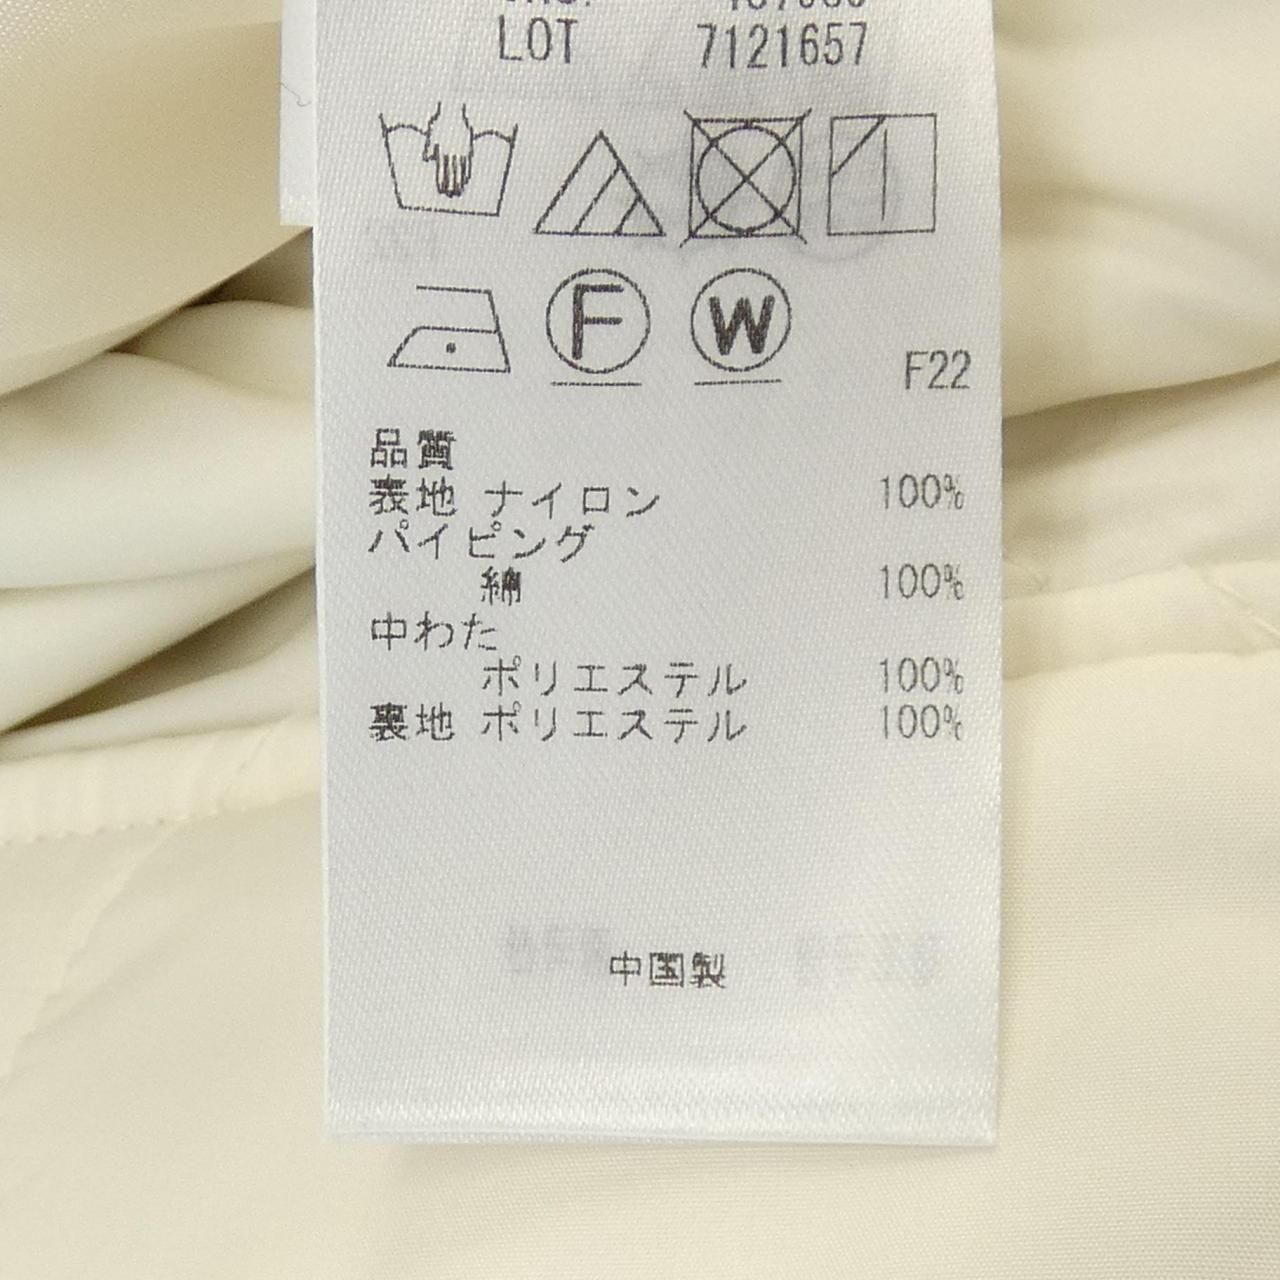 LOT 7121657
F
W
F22
品質
表地 ナイロン 100%
パイピング
綿 100%
中わた
ポリエステル 100%
裏地 ポリエステル 100%
中国製